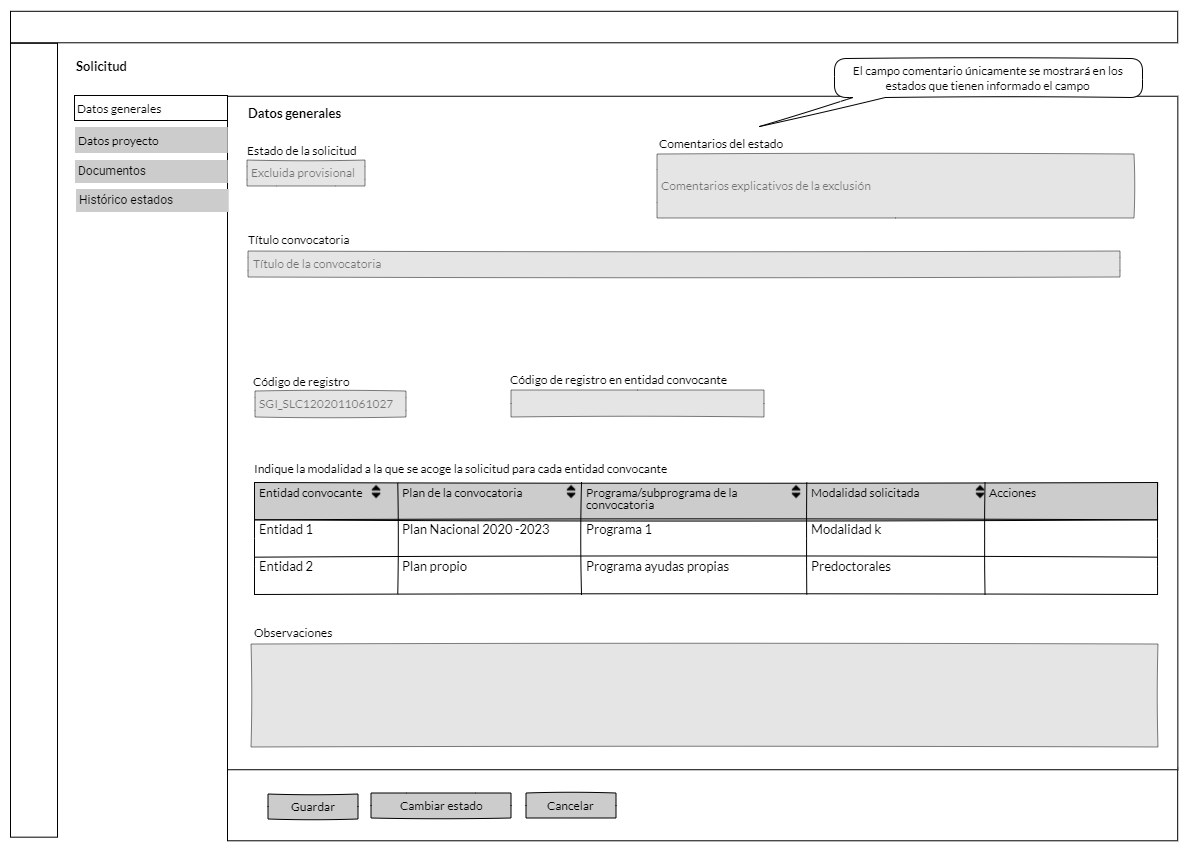 Solicitud
El campo comentario únicamente se mostrará en los
estados que tienen informado el campo
Datos generales
Datos proyecto
Documentos
Histórico estados
Datos generales
Estado de la solicitud
Excluida provisional
Comentarios del estado
Comentarios explicativos de la exclusión
Título convocatoria
Título de la convocatoria
Código de registro
SGI_SLC1202011061027
Código de registro en entidad convocante
Indique la modalidad a la que se acoge la solicitud para cada entidad convocante
Entidad convocante Plan de la convocatoria Programa/subprograma de la Modalidad solicitada Acciones
convocatoria
Entidad 1 Plan Nacional 2020 -2023 Programa 1 Modalidad k
Entidad 2 Plan propio Programa ayudas propias Predoctorales
Observaciones
Guardar Cambiar estado Cancelar